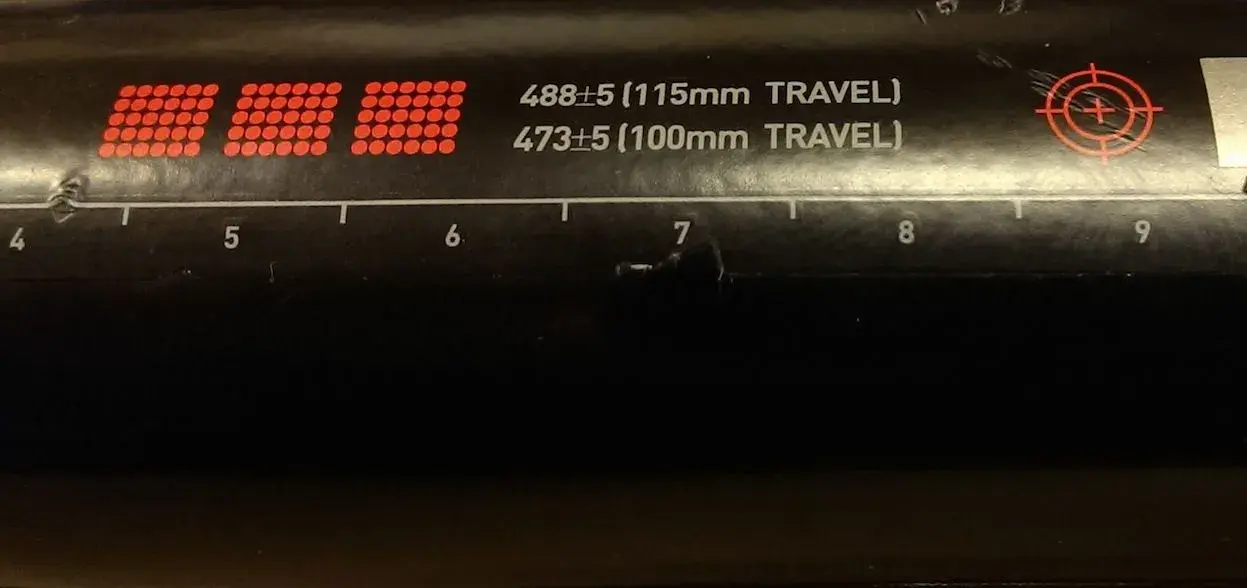 488±5 (115mm TRAVEL)
473±5 (100mm TRAVEL)
4 5 6 7 8 9